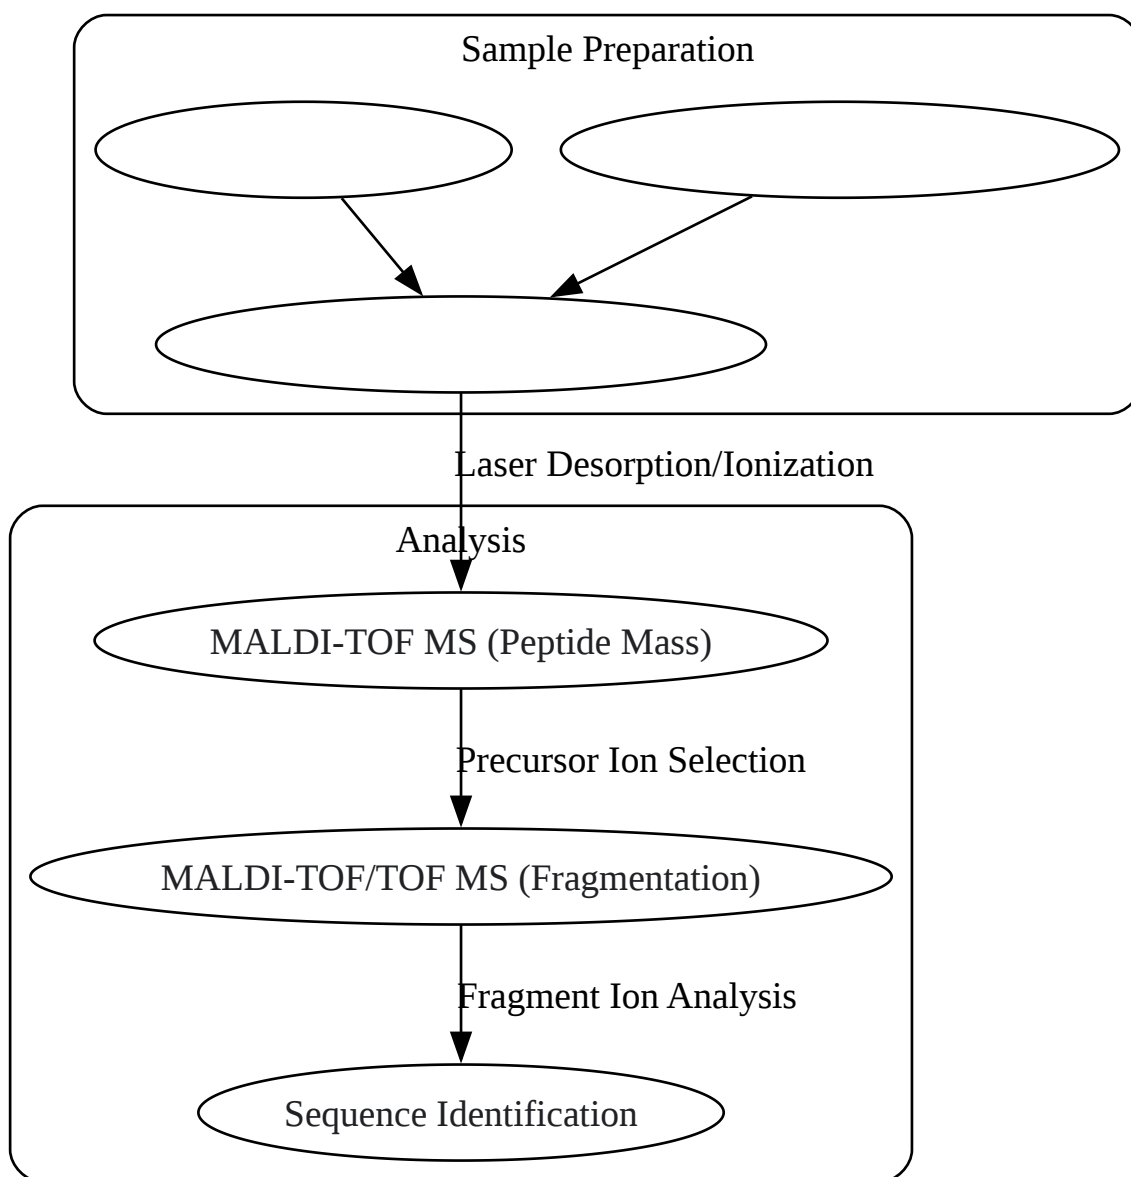 Sample Preparation
Laser Desorption/Ionization
Analysis
MALDI-TOF MS (Peptide Mass)
Precursor Ion Selection
MALDI-TOF/TOF MS (Fragmentation)
Fragment Ion Analysis
Sequence Identification